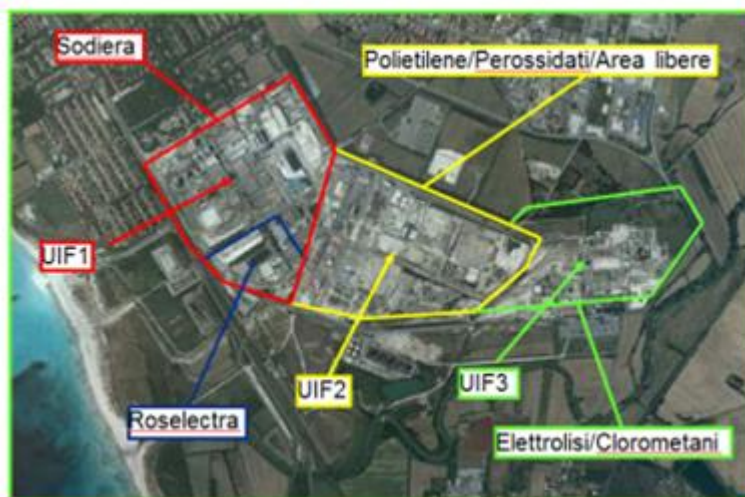 Sodiera
Polietilene/Perossidati/Area libere
UIF1
UIF2
UIF3
Roselectra
Elettrolisi/Clorometani